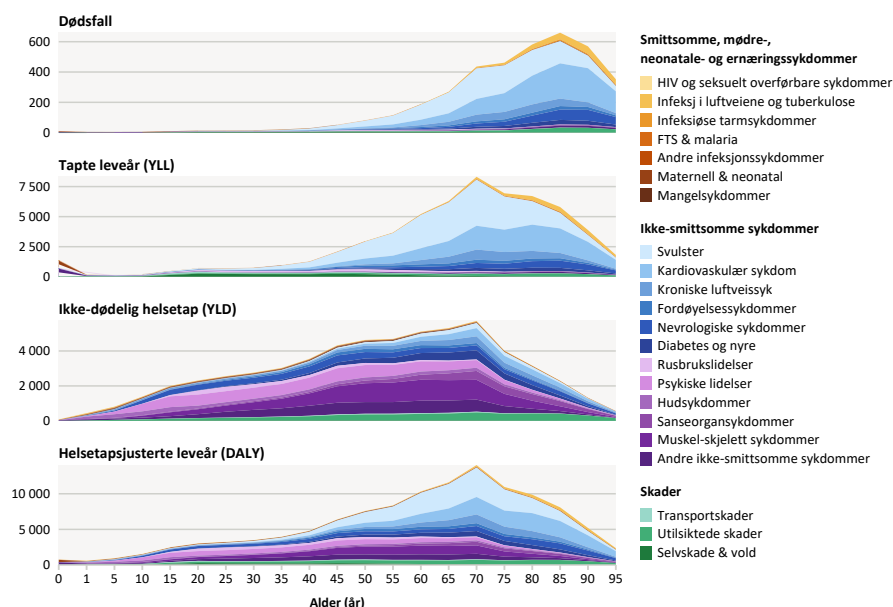 Dødsfall
600
400
200
0
Tapte leveår (YLL)
7 500
5 000
2 500
0
Ikke-dødelig helsetap (YLD)
4 000
2 000
0
Helsetapsjusterte leveår (DALY)
10 000
5 000
0
0 1 5 10 15 20 25 30 35 40 45 50 55 60 65 70 75 80 85 90 95
Alder (år)
Smittsomme, mødre-,
neonatale- og ernæringssykdommer
HIV og seksuelt overførbare sykdommer
Infeksj i luftveiene og tuberkulose
Infeksiøse tarmsykdommer
FTS & malaria
Andre infeksjonssykdommer
Maternell & neonatal
Mangelsykdommer
Ikke-smittsomme sykdommer
Svulster
Kardiovaskulær sykdom
Kroniske luftveissyk
Fordøyelsessykdommer
Nevrologiske sykdommer
Diabetes og nyre
Rusbrukslidelser
Psykiske lidelser
Hudsykdommer
Sanseorgansykdommer
Muskel-skjelett sykdommer
Andre ikke-smittsomme sykdommer
Skader
Transportskader
Utilsiktede skader
Selvskade & vold